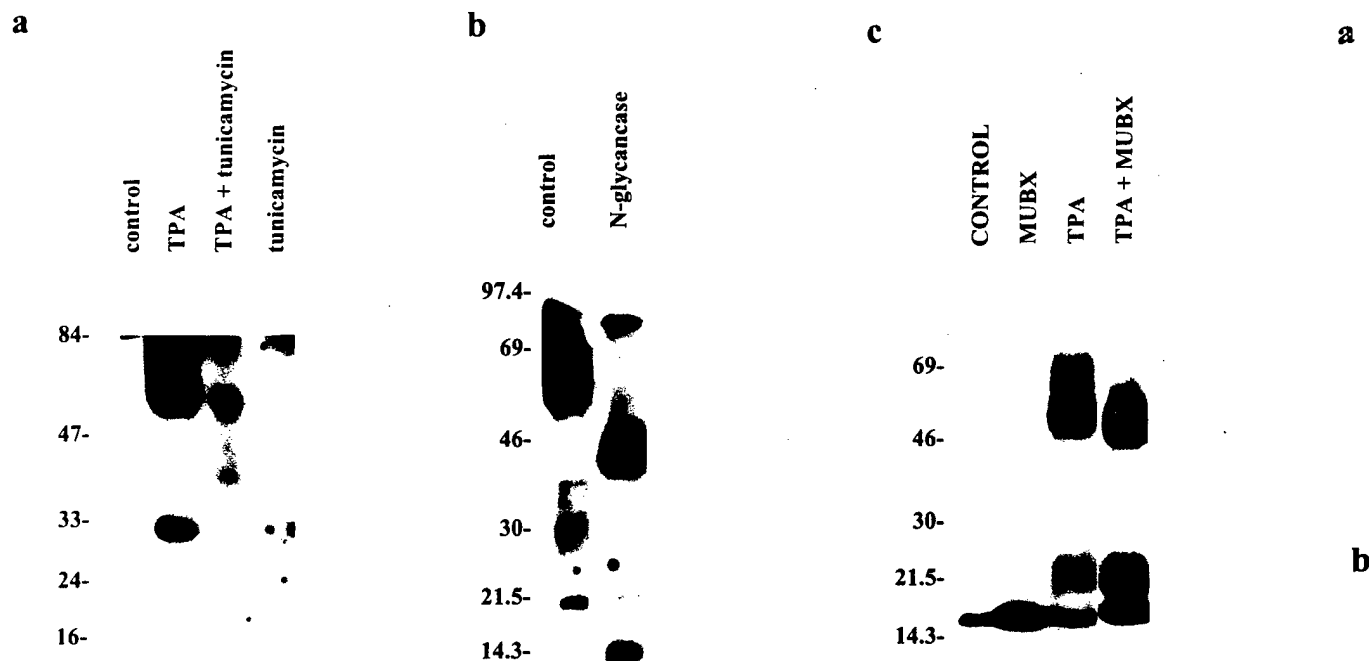 a
control
TPA
TPA + tunicamycin
tunicamycin
84-
47-
33-
24-
16-
b
control
N-glycancase
97.4-
69-
46-
30-
21.5-
14.3-
c
CONTROL
MUBX
TPA
TPA + MUBX
69-
46-
30-
21.5-
14.3-
a
b